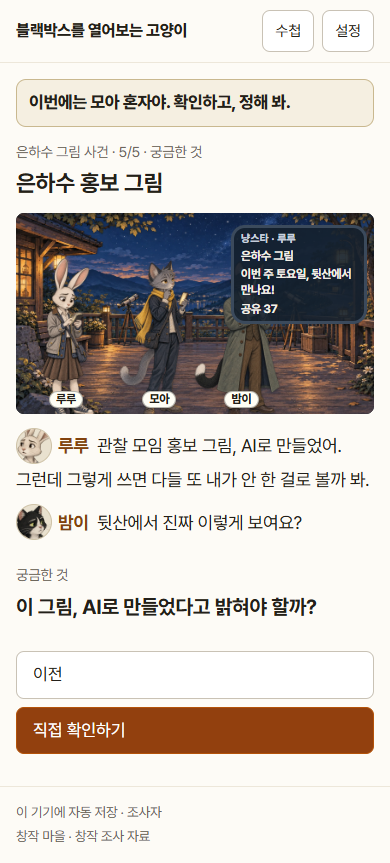 블랙박스를 열어보는 고양이
수첩
설정
이번에는 모아 혼자야. 확인하고, 정해 봐.
은하수 그림 사건 · 5/5 · 궁금한 것
은하수 홍보 그림
냥스타 · 루루
은하수 그림
이번 주 토요일, 뒷산에서
만나요!
공유 37
루루
모아
밤이
루루 관찰 모임 홍보 그림, AI로 만들었어.
그런데 그렇게 쓰면 다들 또 내가 안 한 걸로 볼까 봐.
밤이 뒷산에서 진짜 이렇게 보여요?
궁금한 것
이 그림, AI로 만들었다고 밝혀야 할까?
이전
직접 확인하기
이 기기에 자동 저장 · 조사자
창작 마을 · 창작 조사 자료